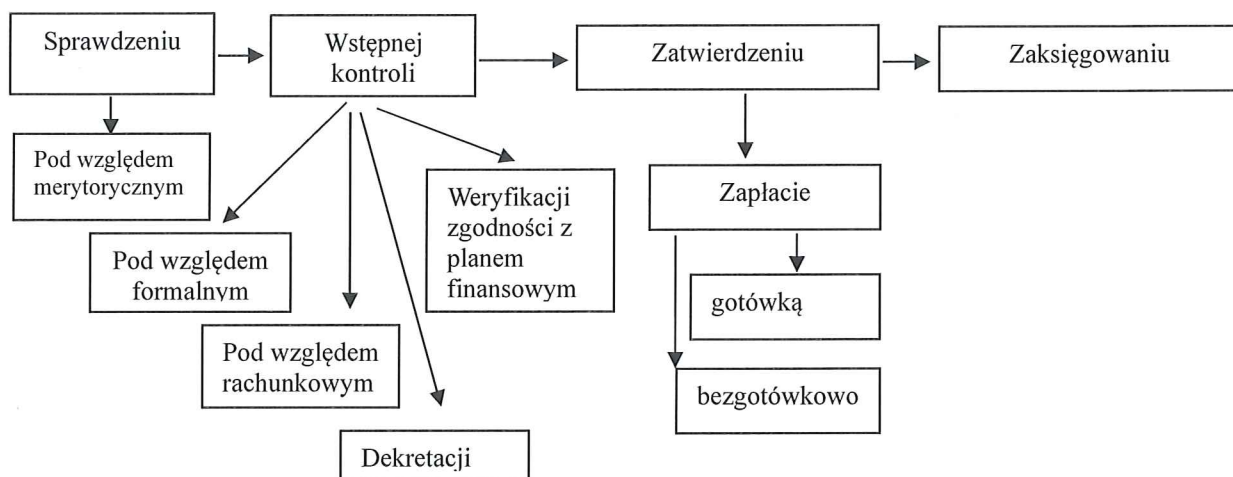 Sprawdzeniu
Wstępnej
kontroli
Zatwierdzeniu
Zaksięgowaniu
Pod względem
merytorycznym
Pod względem
formalnym
Pod względem
rachunkowym
Dekretacji
Weryfikacji
zgodności z
planem
finansowym
Zapłacie
gotówką
bezgotówkowo